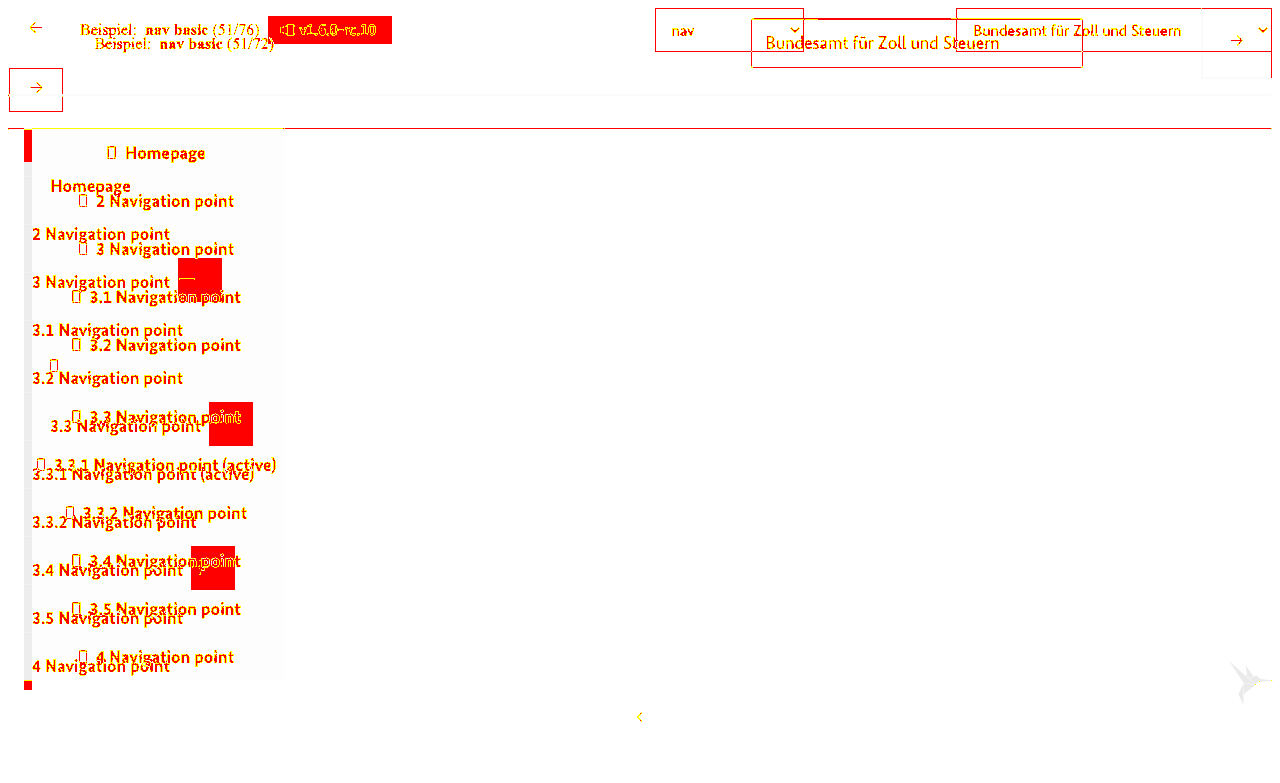 Beispiel: nav basic (51/76) v1.6.0-rc.10
nav
Bundesamt für Zoll und Steuern
Beispiel: nav basic (51/72)
Bundesamt für Zoll und Steuern
Homepage
Homepage
2 Navigation point
2 Navigation point
3 Navigation point
3 Navigation point
3.1 Navigation point
3.1 Navigation point
3.2 Navigation point
3.2 Navigation point
3.3 Navigation point
3.3 Navigation point
3.3.1 Navigation point (active)
3.3.1 Navigation point (active)
3.3.2 Navigation point
3.3.2 Navigation point
3.4 Navigation point
3.4 Navigation point
3.5 Navigation point
3.5 Navigation point
4 Navigation point
4 Navigation point